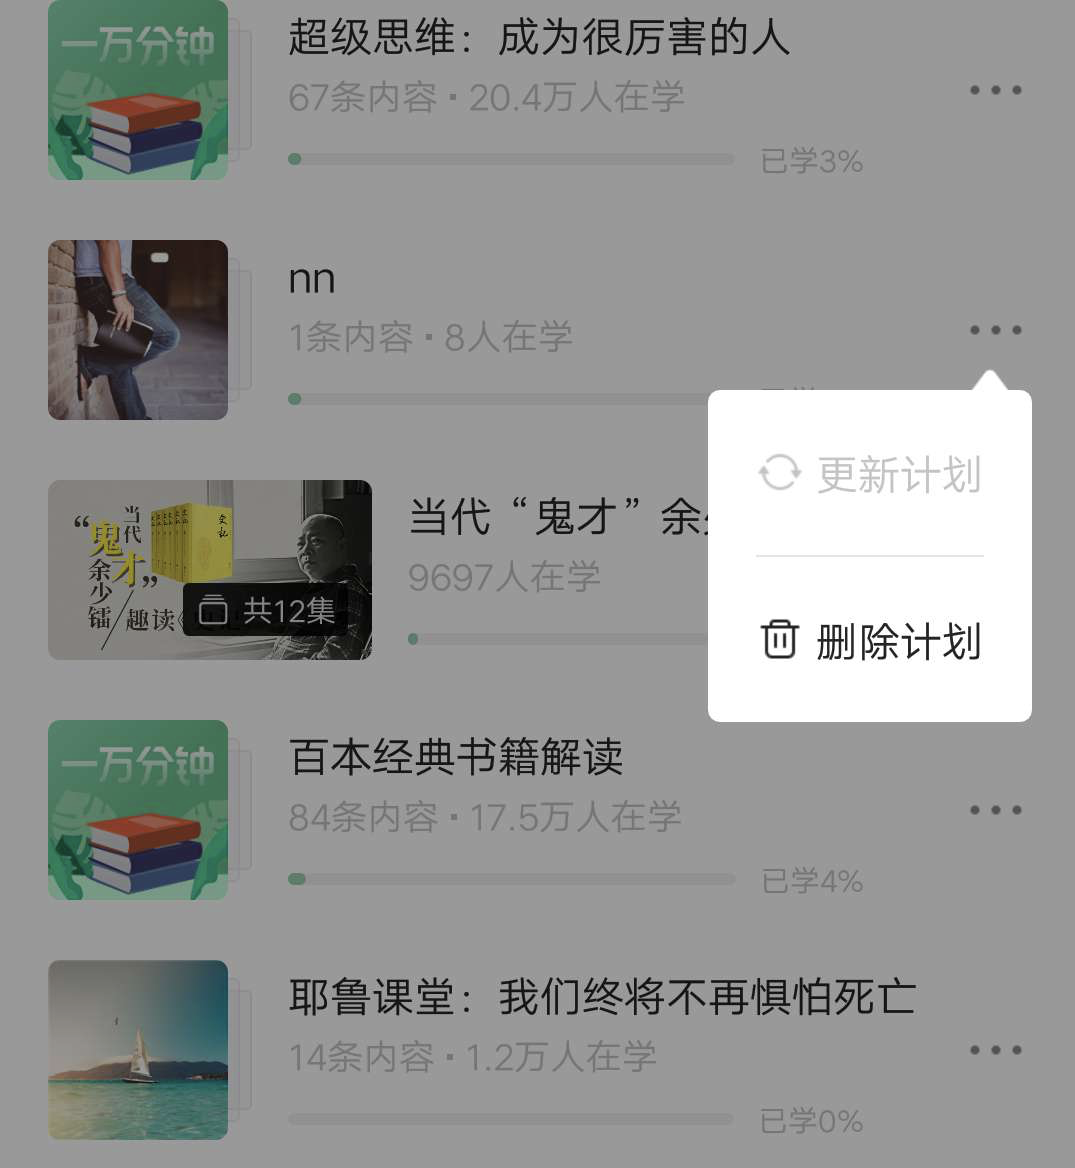 一万分钟
超级思维：成为很厉害的人
67条内容·20.4万人在学
已学3%
nn
1条内容·8人在学
更新计划
删除计划
当代
“鬼才”
余少镭
趣读
史记
共12集
当代“鬼才”余
9697人在学
一万分钟
百本经典书籍解读
84条内容·17.5万人在学
已学4%
耶鲁课堂：我们终将不再惧怕死亡
14条内容·1.2万人在学
已学0%